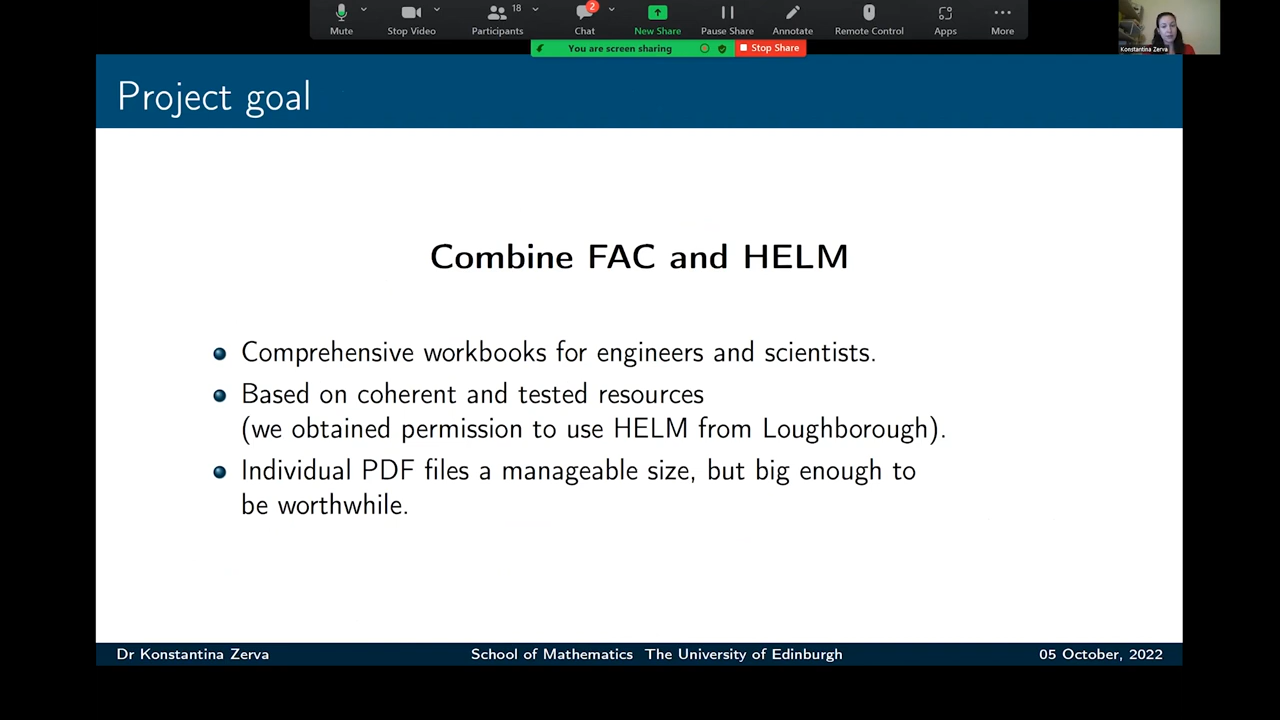 18
2
Mute
Stop Video
Participants
Chat
New Share
Pause Share
Annotate
Remote Control
Apps
More
You are screen sharing
Stop Share
Konstantina Zerva
Project goal
Combine FAC and HELM
Comprehensive workbooks for engineers and scientists.
Based on coherent and tested resources
(we obtained permission to use HELM from Loughborough).
Individual PDF files a manageable size, but big enough to
be worthwhile.
Dr Konstantina Zerva
School of Mathematics The University of Edinburgh
05 October, 2022